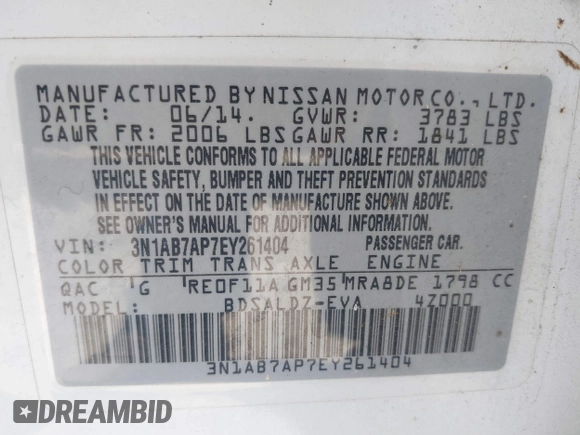 MANUFACTURED BY NISSAN MOTOR CO., LTD.
DATE: 06/14. GVWR: 3783 LBS
GAWR FR: 2006 LBS GAWR RR: 1841 LBS
THIS VEHICLE CONFORMS TO ALL APPLICABLE FEDERAL MOTOR
VEHICLE SAFETY, BUMPER AND THEFT PREVENTION STANDARDS
IN EFFECT ON THE DATE OF MANUFACTURE SHOWN ABOVE.
SEE OWNER'S MANUAL FOR ADDITIONAL INFORMATION.
VIN: 3N1AB7AP7EY261404 PASSENGER CAR.
COLOR TRIM TRANS AXLE ENGINE
QAC G RE0F11A GM35 MRA8DE 1798 CC
MODEL: BDSALDZ-EVA 4Z000
3N1AB7AP7EY261404
DREAMBID
dreambid.com